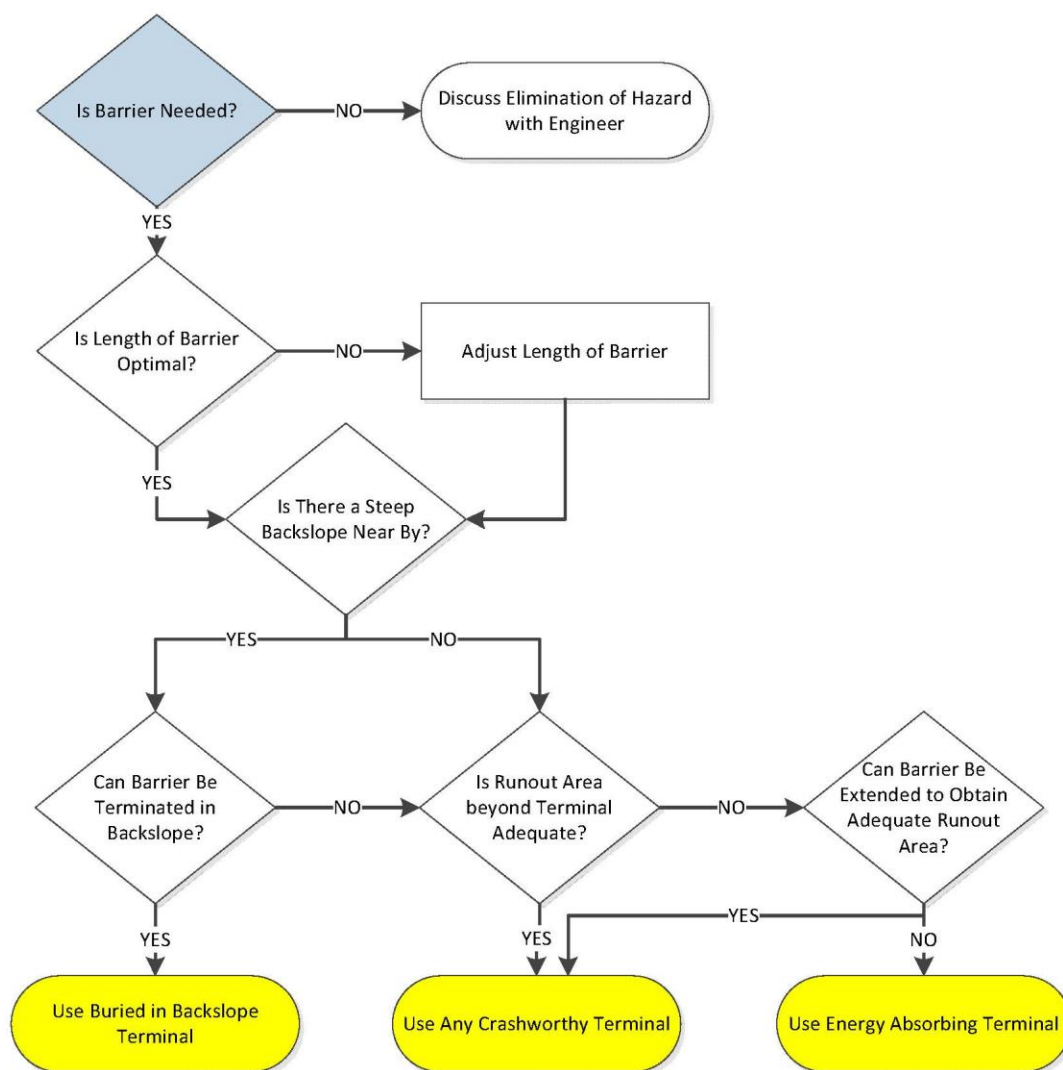 Is Barrier Needed?
NO
Discuss Elimination of Hazard
with Engineer
YES
Is Length of Barrier
Optimal?
NO
Adjust Length of Barrier
YES
Is There a Steep
Backslope Near By?
YES
NO
Can Barrier Be
Terminated in
Backslope?
NO
Is Runout Area
beyond Terminal
Adequate?
NO
Can Barrier Be
Extended to Obtain
Adequate Runout
Area?
YES
YES
YES
NO
Use Buried in Backslope
Terminal
Use Any Crashworthy Terminal
Use Energy Absorbing Terminal